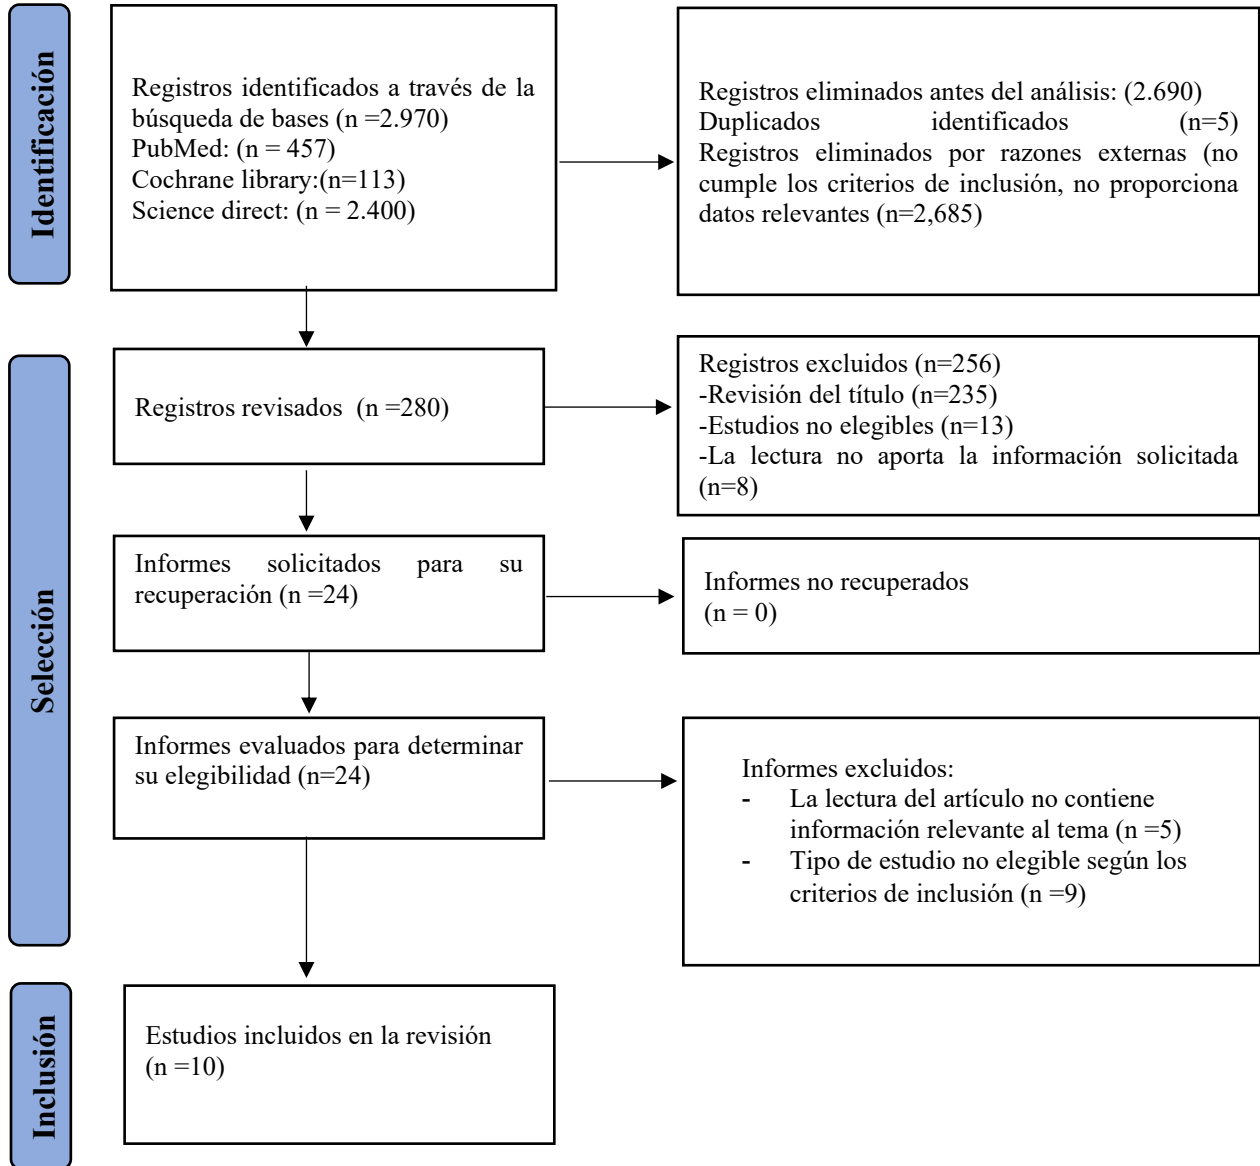 Identificación
Registros identificados a través de la
búsqueda de bases (n =2.970)
PubMed: (n = 457)
Cochrane library:(n=113)
Science direct: (n = 2.400)
Registros eliminados antes del análisis: (2.690)
Duplicados identificados (n=5)
Registros eliminados por razones externas (no
cumple los criterios de inclusión, no proporciona
datos relevantes (n=2,685)
Selección
Registros revisados (n =280)
Registros excluidos (n=256)
-Revisión del título (n=235)
-Estudios no elegibles (n=13)
-La lectura no aporta la información solicitada
(n=8)
Informes solicitados para su
recuperación (n =24)
Informes no recuperados
(n = 0)
Informes evaluados para determinar
su elegibilidad (n=24)
Informes excluidos:
- La lectura del artículo no contiene
información relevante al tema (n =5)
- Tipo de estudio no elegible según los
criterios de inclusión (n =9)
Inclusión
Estudios incluidos en la revisión
(n =10)